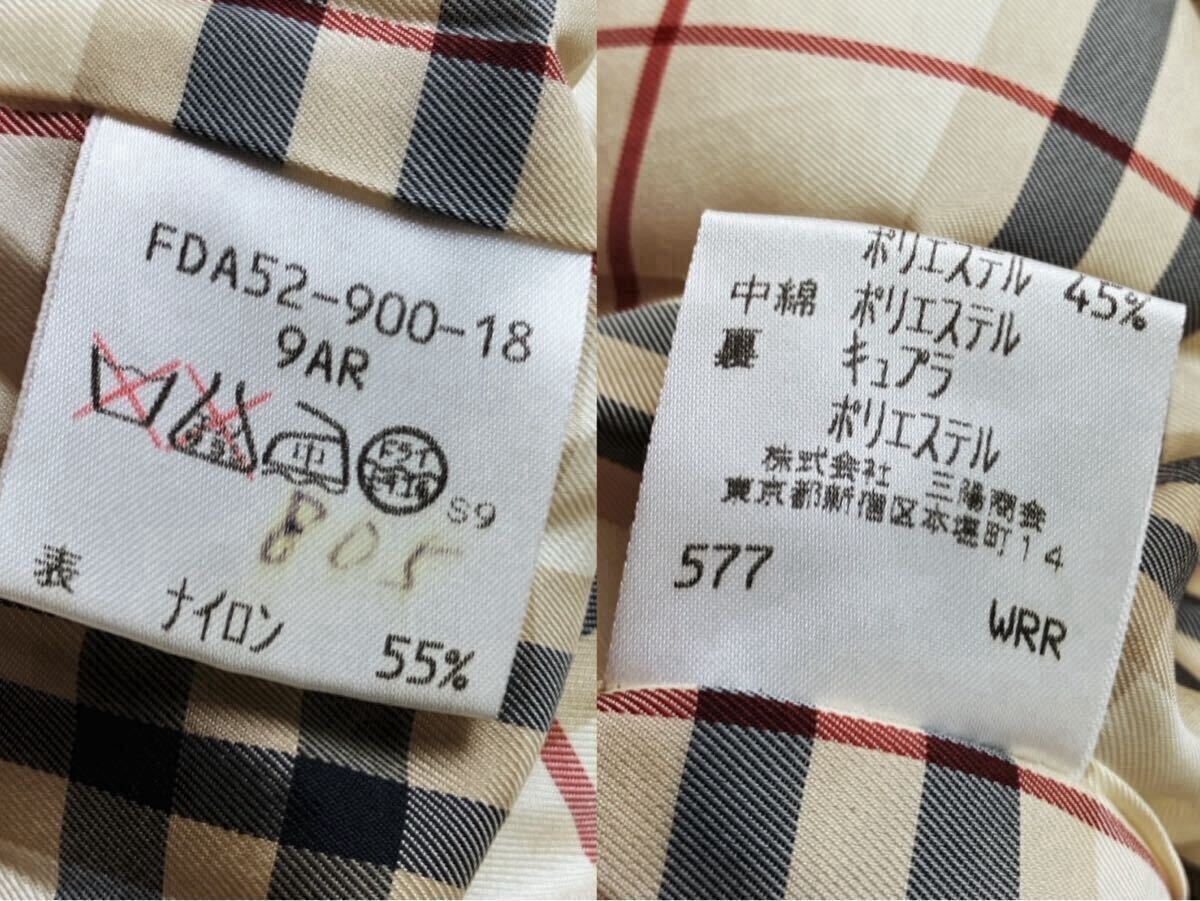 FDA52-900-18
9AR
S9
805
表 ナイロン 55%
ポリエステル 45%
中綿 ポリエステル
裏 キュアラ
ポリエステル
株式会社 三陽商会
東京都新宿区本塩町14
577
WRR